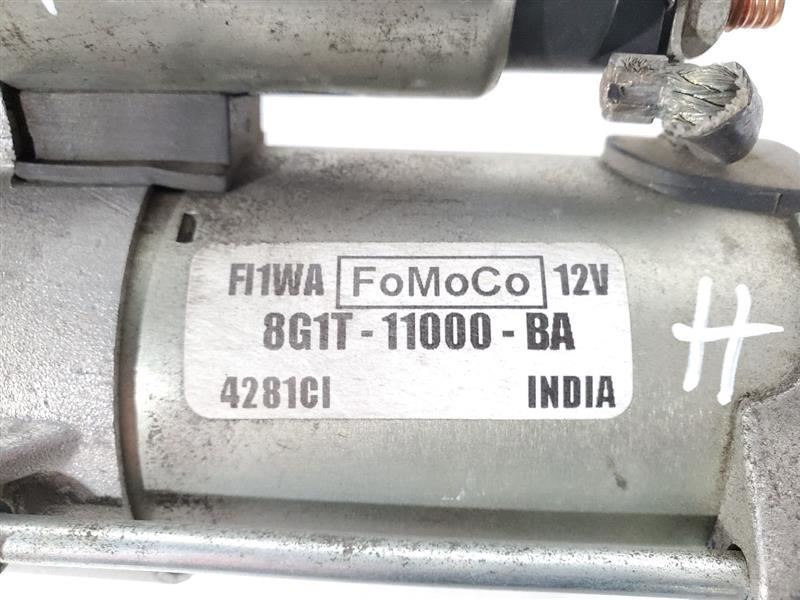 FI1WA FoMoCo 12V
8G1T - 11000 - BA
4281CI INDIA
H